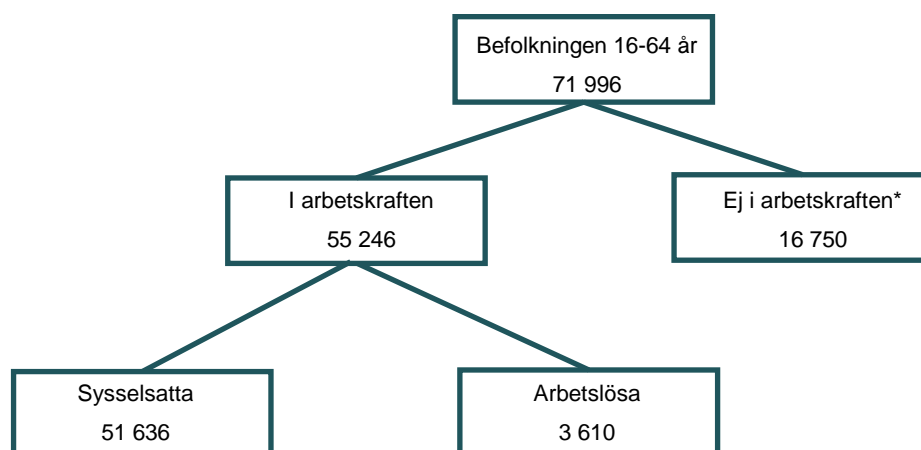 Befolkningen 16-64 år
71 996
I arbetskraften
55 246
Ej i arbetskraften*
16 750
Sysselsatta
51 636
Arbetslösa
3 610